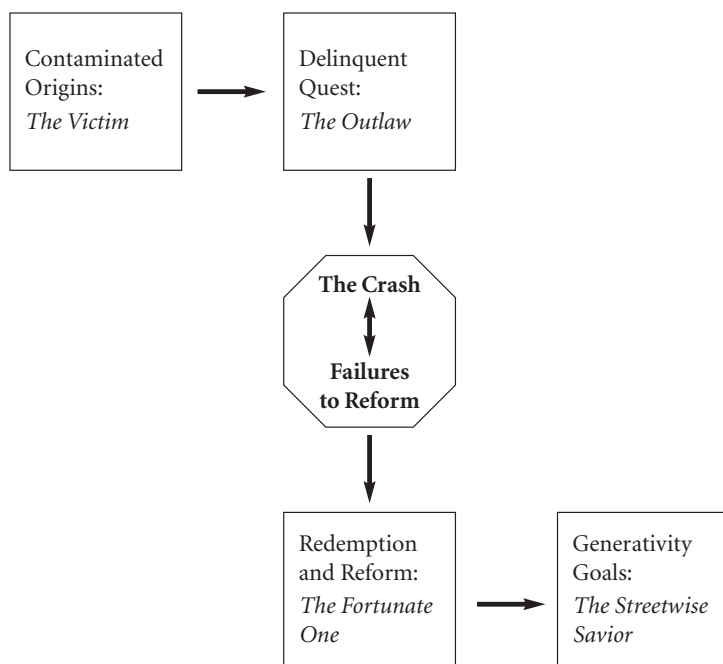 Contaminated
Origins:
The Victim
Delinquent
Quest:
The Outlaw
The Crash
Failures
to Reform
Redemption
and Reform:
The Fortunate
One
Generativity
Goals:
The Streetwise
Savior